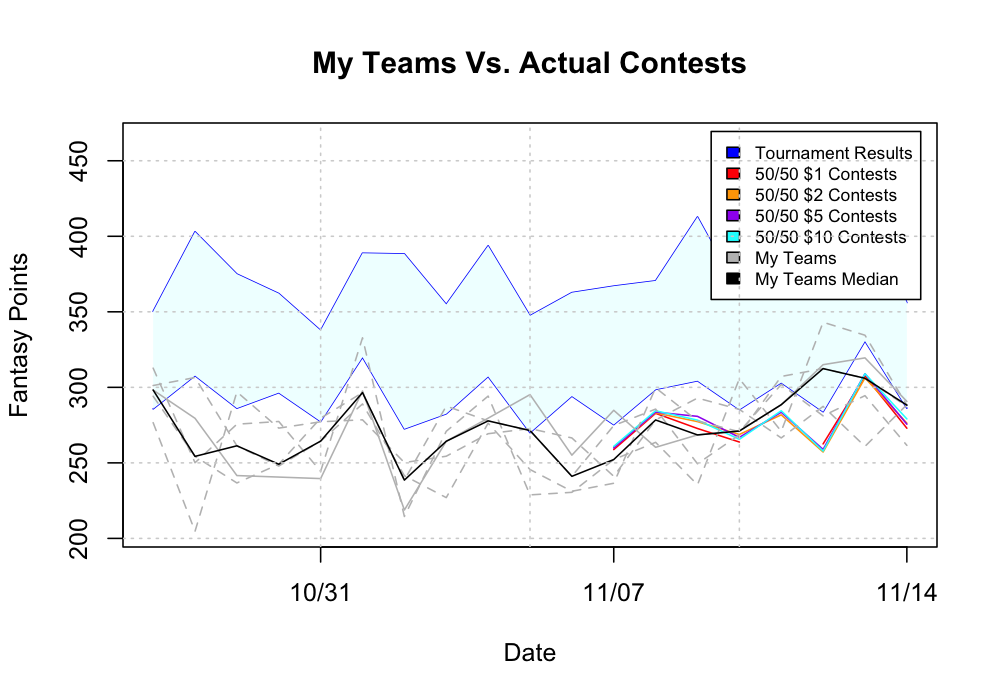 My Teams Vs. Actual Contests
Fantasy Points
450
400
350
300
250
200
Tournament Results
50/50 $1 Contests
50/50 $2 Contests
50/50 $5 Contests
50/50 $10 Contests
My Teams
My Teams Median
10/31
11/07
11/14
Date